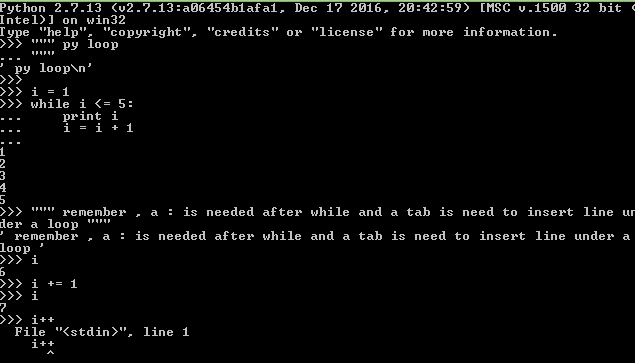 Python 2.7.13 (v2.7.13:a06454b1afa1, Dec 17 2016, 20:42:59) [MSC v.1500 32 bit (
Intel)] on win32
Type "help", "copyright", "credits" or "license" for more information.
>>> """ py loop
... """
' py loop\n'
>>>
>>> i = 1
>>> while i <= 5:
...     print i
...     i = i + 1
...
1
2
3
4
5
>>> """ remember , a : is needed after while and a tab is need to insert line un
der a loop """
' remember , a : is needed after while and a tab is need to insert line under a
loop '
>>> i
6
>>> i += 1
>>> i
7
>>> i++
  File "<stdin>", line 1
    i++
      ^